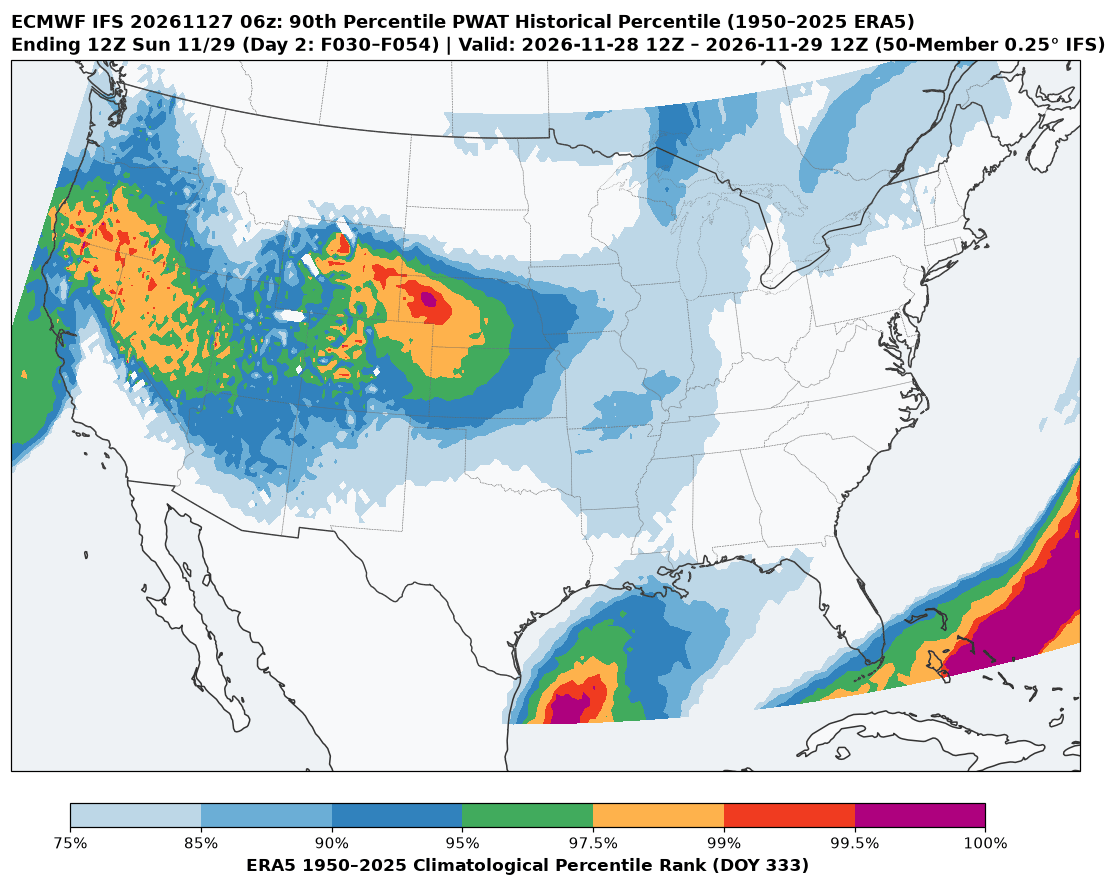 ECMWF IFS 20261127 06z: 90th Percentile PWAT Historical Percentile (1950–2025 ERA5)
Ending 12Z Sun 11/29 (Day 2: F030–F054) | Valid: 2026-11-28 12Z – 2026-11-29 12Z (50-Member 0.25° IFS)
75% 85% 90% 95% 97.5% 99% 99.5% 100%
ERA5 1950–2025 Climatological Percentile Rank (DOY 333)